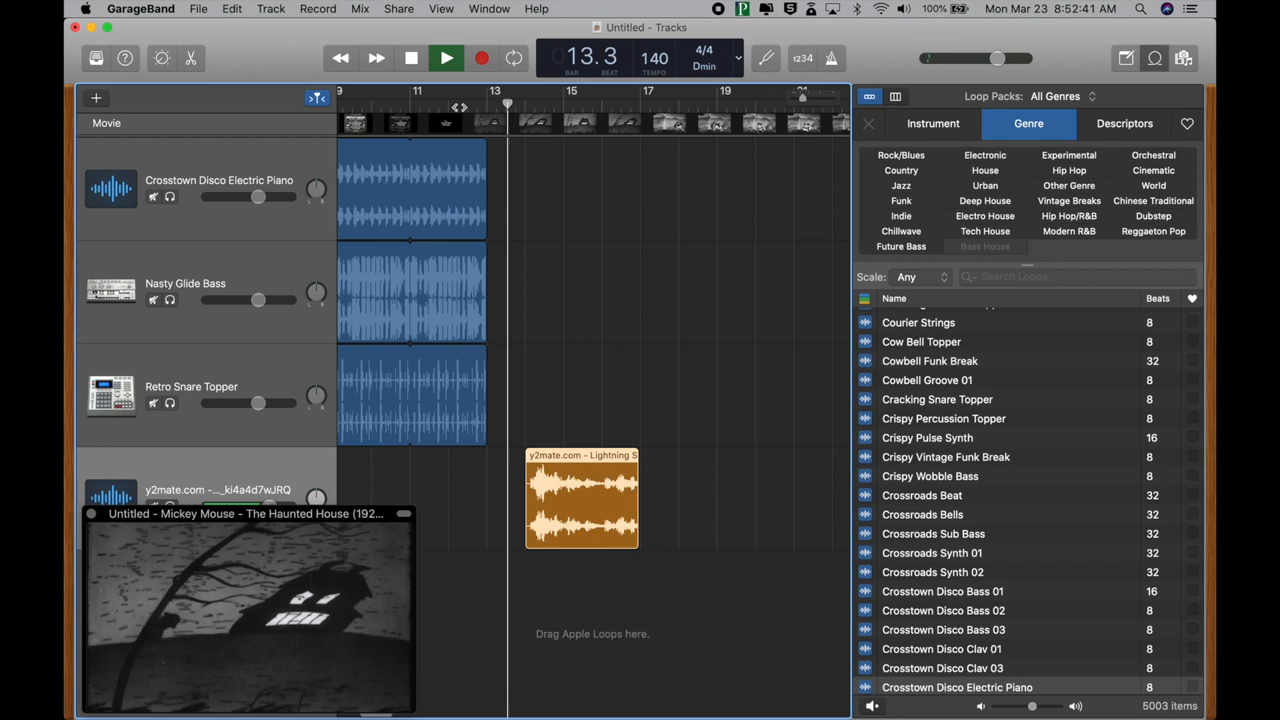 GarageBand File Edit Track Record Mix Share View Window Help
100% Mon Mar 23 8:52:41 AM
Untitled - Tracks
13.3 140 4/4
BAR BEAT TEMPO Dmin
1234
Loop Packs: All Genres
9 11 13 15 17 19 21
Movie
Instrument Genre Descriptors
Rock/Blues Electronic Experimental Orchestral
Country House Hip Hop Cinematic
Jazz Urban Other Genre World
Funk Deep House Vintage Breaks Chinese Traditional
Indie Electro House Hip Hop/R&B Dubstep
Chillwave Tech House Modern R&B Reggaeton Pop
Future Bass Bass House
Scale: Any Search Loops
Name Beats
Crosstown Disco Electric Piano
L R
Nasty Glide Bass
L R
Retro Snare Topper
L R
y2mate.com -..._ki4a4d7wJRQ
y2mate.com - Lightning S
Untitled - Mickey Mouse - The Haunted House (192...
Drag Apple Loops here.
Courier Strings 8
Cow Bell Topper 8
Cowbell Funk Break 32
Cowbell Groove 01 8
Cracking Snare Topper 8
Crispy Percussion Topper 8
Crispy Pulse Synth 16
Crispy Vintage Funk Break 8
Crispy Wobble Bass 8
Crossroads Beat 32
Crossroads Bells 32
Crossroads Sub Bass 32
Crossroads Synth 01 32
Crossroads Synth 02 32
Crosstown Disco Bass 01 16
Crosstown Disco Bass 02 8
Crosstown Disco Bass 03 8
Crosstown Disco Clav 01 8
Crosstown Disco Clav 03 8
Crosstown Disco Electric Piano 8
5003 items